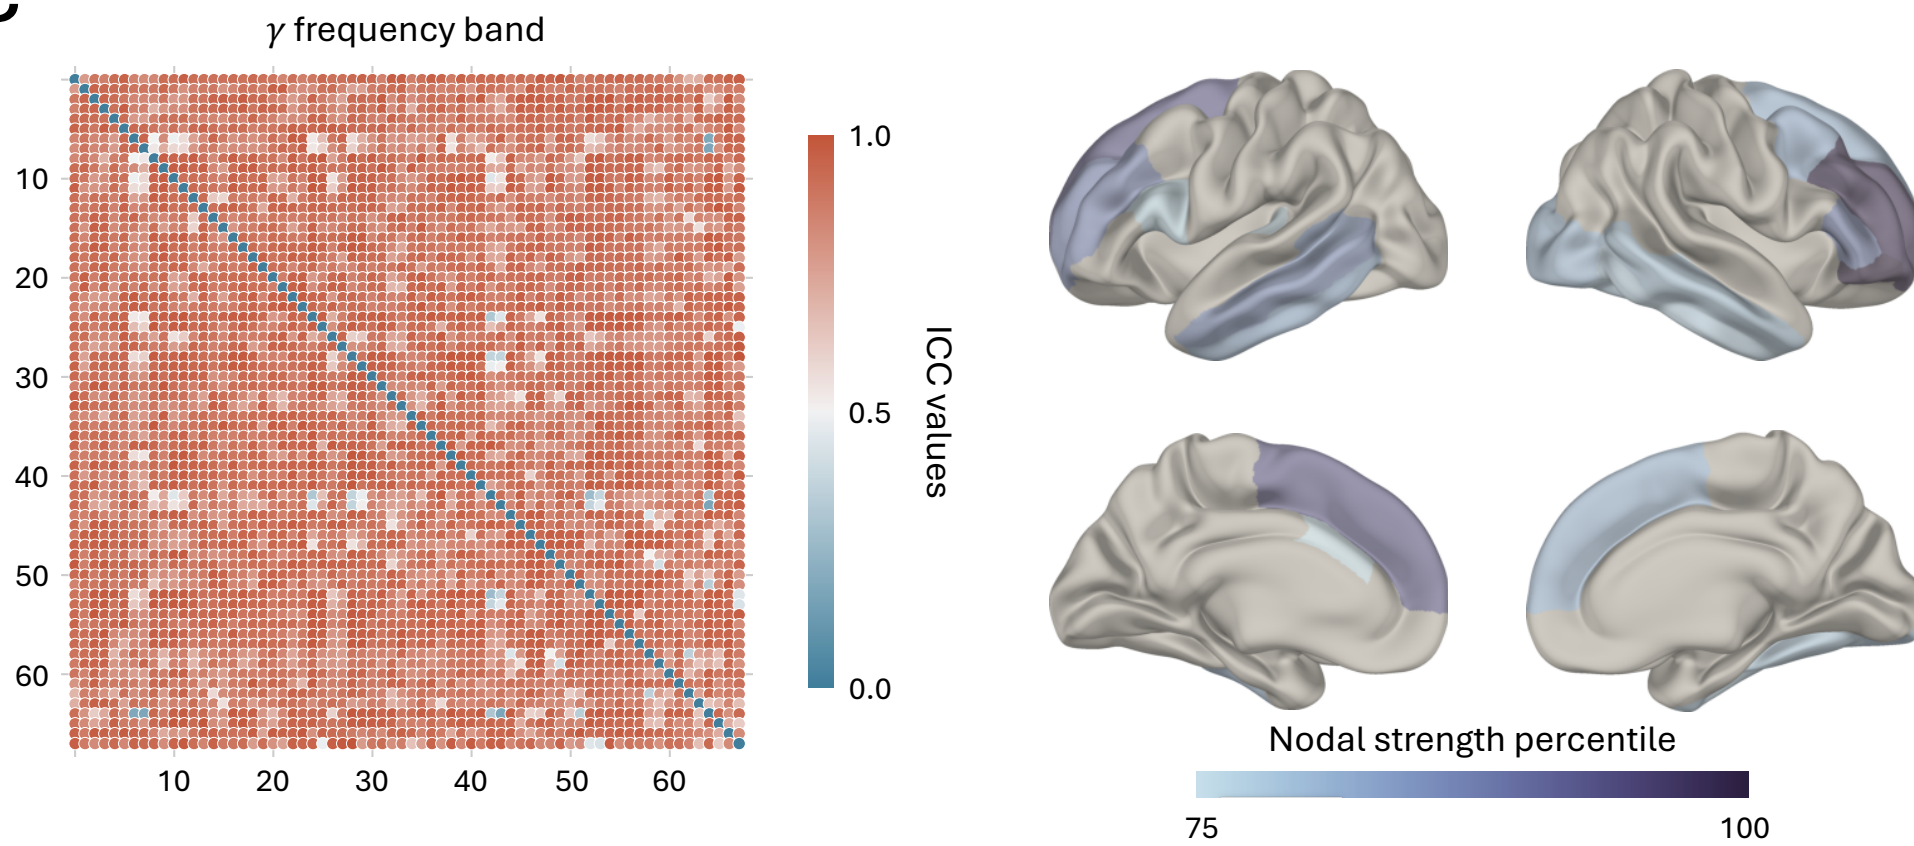 γ frequency band
10
20
30
40
50
60
10 20 30 40 50 60
1.0
0.5
0.0
ICC values
Nodal strength percentile
75 100